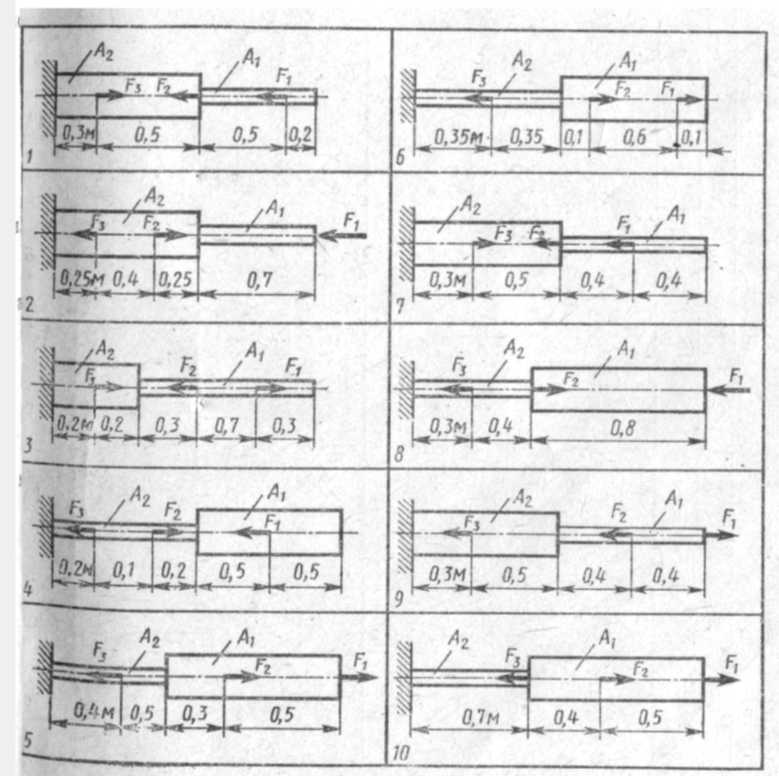 A₂ F₃ F₂ A₁ F₁
0,3м 0,5 0,5 0,2
1
F₃ A₂ A₁ F₂ F₁
0,35м 0,35 0,1 0,6 0,1
6
A₂ F₃ F₂ A₁ F₁
0,25м 0,4 0,25 0,7
2
A₂ F₃ F₂ F₁ A₁
0,3м 0,5 0,4 0,4
7
A₂ F₃ F₂ A₁ F₁
0,2м 0,2 0,3 0,7 0,3
3
F₃ A₂ F₂ A₁ F₁
0,3м 0,4 0,8
8
F₃ A₂ F₂ A₁ F₁
0,2м 0,1 0,2 0,5 0,5
4
A₂ F₃ F₂ A₁ F₁
0,3м 0,5 0,4 0,4
9
F₃ A₂ A₁ F₂ F₁
0,4м 0,5 0,3 0,5
5
A₂ F₃ A₁ F₂ F₁
0,7м 0,4 0,5
10